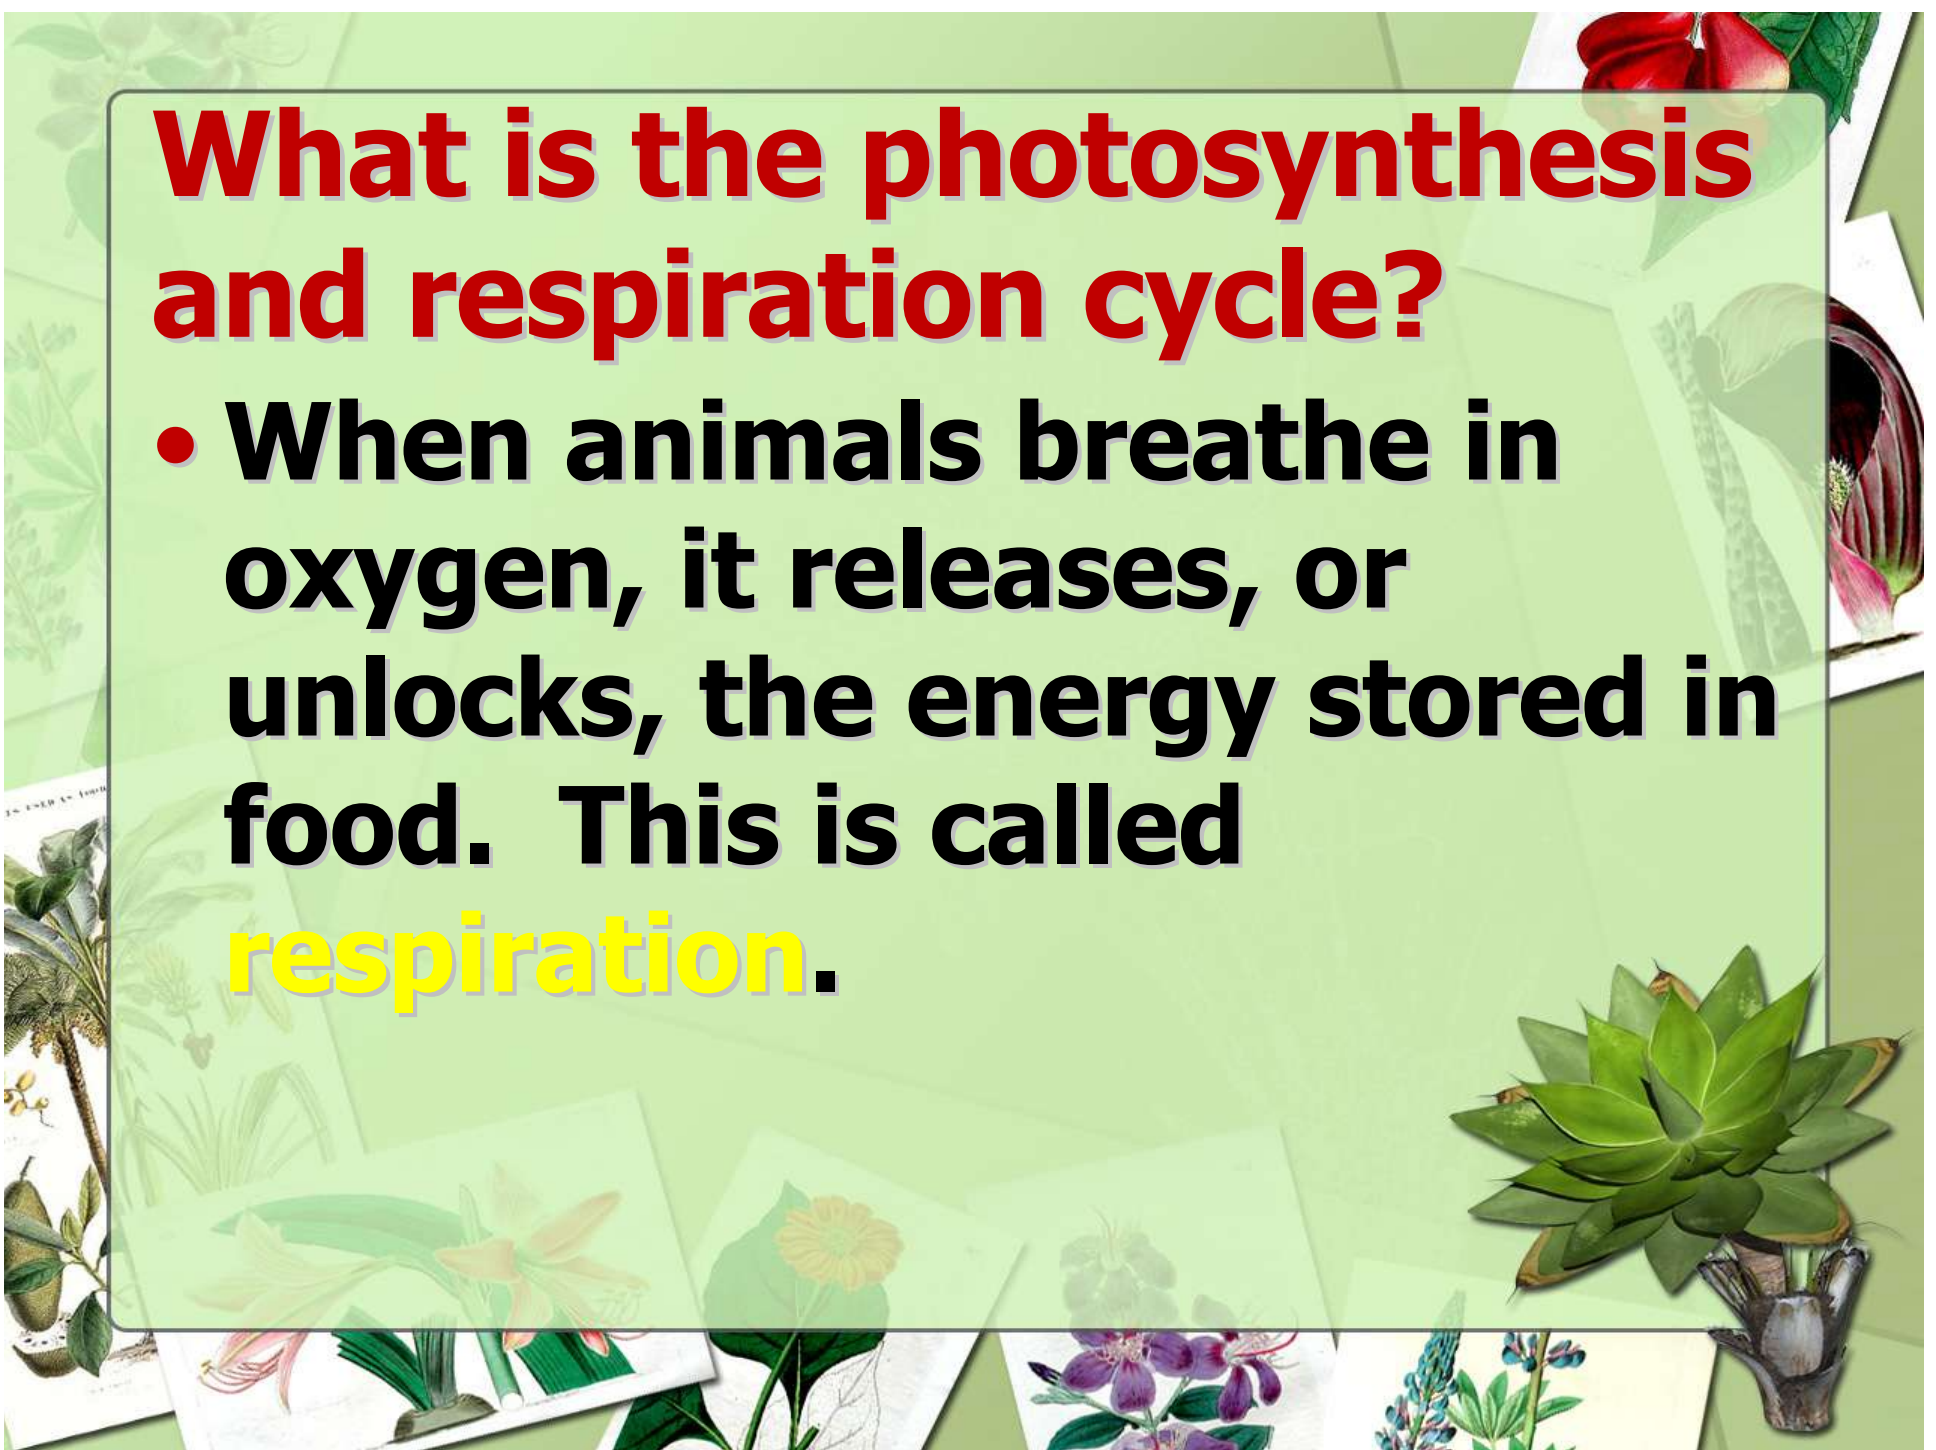 What is the photosynthesis
and respiration cycle?
• When animals breathe in
oxygen, it releases, or
unlocks, the energy stored in
food.  This is called
respiration.